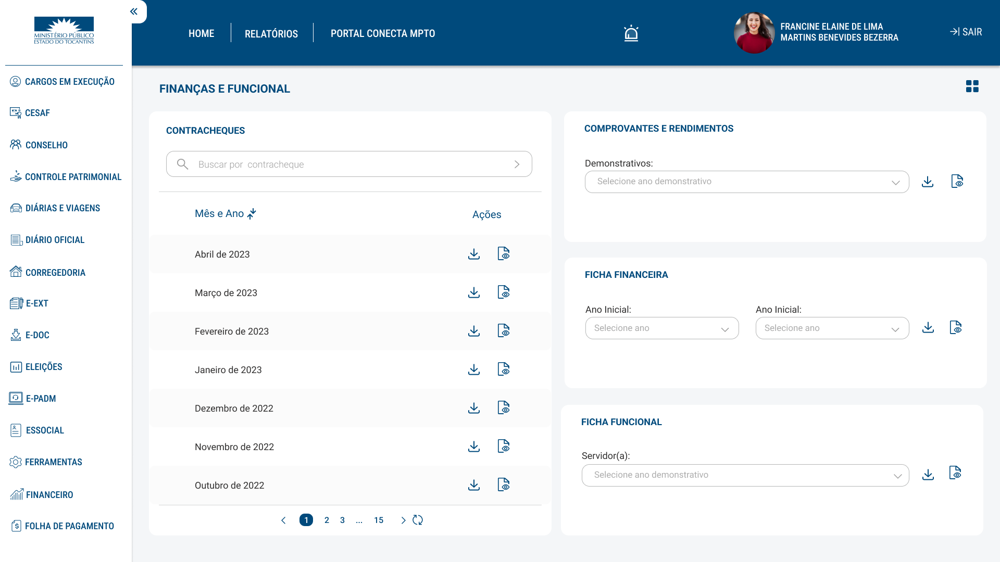 MINISTÉRIO PÚBLICO
ESTADO DO TOCANTINS
HOME
RELATÓRIOS
PORTAL CONECTA MPTO
FRANCINE ELAINE DE LIMA
MARTINS BENEVIDES BEZERRA
SAIR
CARGOS EM EXECUÇÃO
CESAF
CONSELHO
CONTROLE PATRIMONIAL
DIÁRIAS E VIAGENS
DIÁRIO OFICIAL
CORREGEDORIA
E-EXT
E-DOC
ELEIÇÕES
E-PADM
ESSOCIAL
FERRAMENTAS
FINANCEIRO
FOLHA DE PAGAMENTO
FINANÇAS E FUNCIONAL
CONTRACHEQUES
Buscar por contracheque
Mês e Ano
Ações
Abril de 2023
Março de 2023
Fevereiro de 2023
Janeiro de 2023
Dezembro de 2022
Novembro de 2022
Outubro de 2022
1 2 3 ... 15
COMPROVANTES E RENDIMENTOS
Demonstrativos:
Selecione ano demonstrativo
FICHA FINANCEIRA
Ano Inicial: Ano Inicial:
Selecione ano Selecione ano
FICHA FUNCIONAL
Servidor(a):
Selecione ano demonstrativo